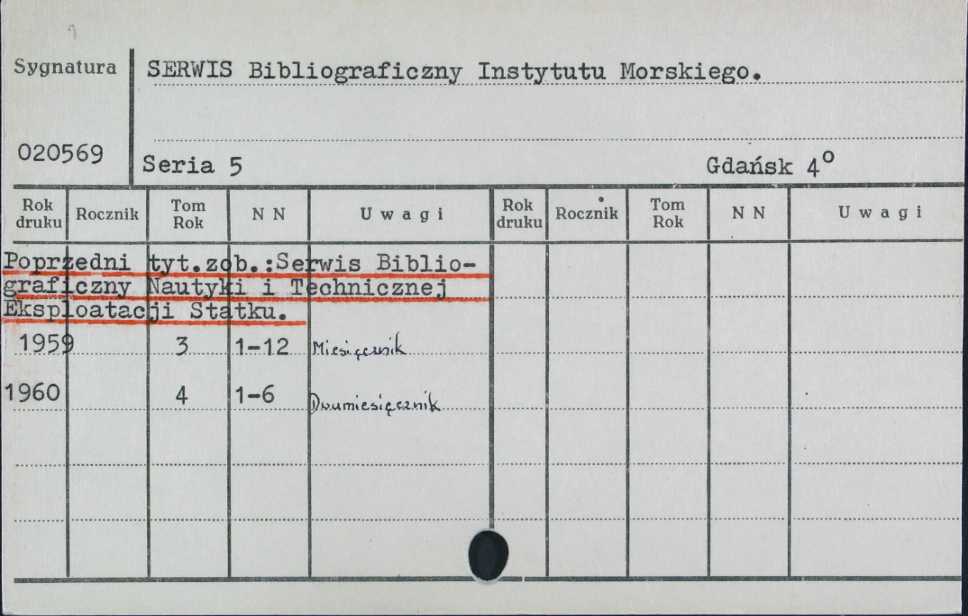 Sygnatura
SERWIS Bibliograficzny Instytutu Morskiego.
020569
Seria 5 Gdańsk 4°
Rok druku Rocznik Tom Rok N N Uwagi Rok druku Rocznik Tom Rok N N Uwagi
Poprzedni tyt.zob.:Serwis Biblio-
graficzny Nautyki i Technicznej
Eksploatacji Statku.
1959 3 1-12 Miesięcznik
1960 4 1-6 Dwumiesięcznik